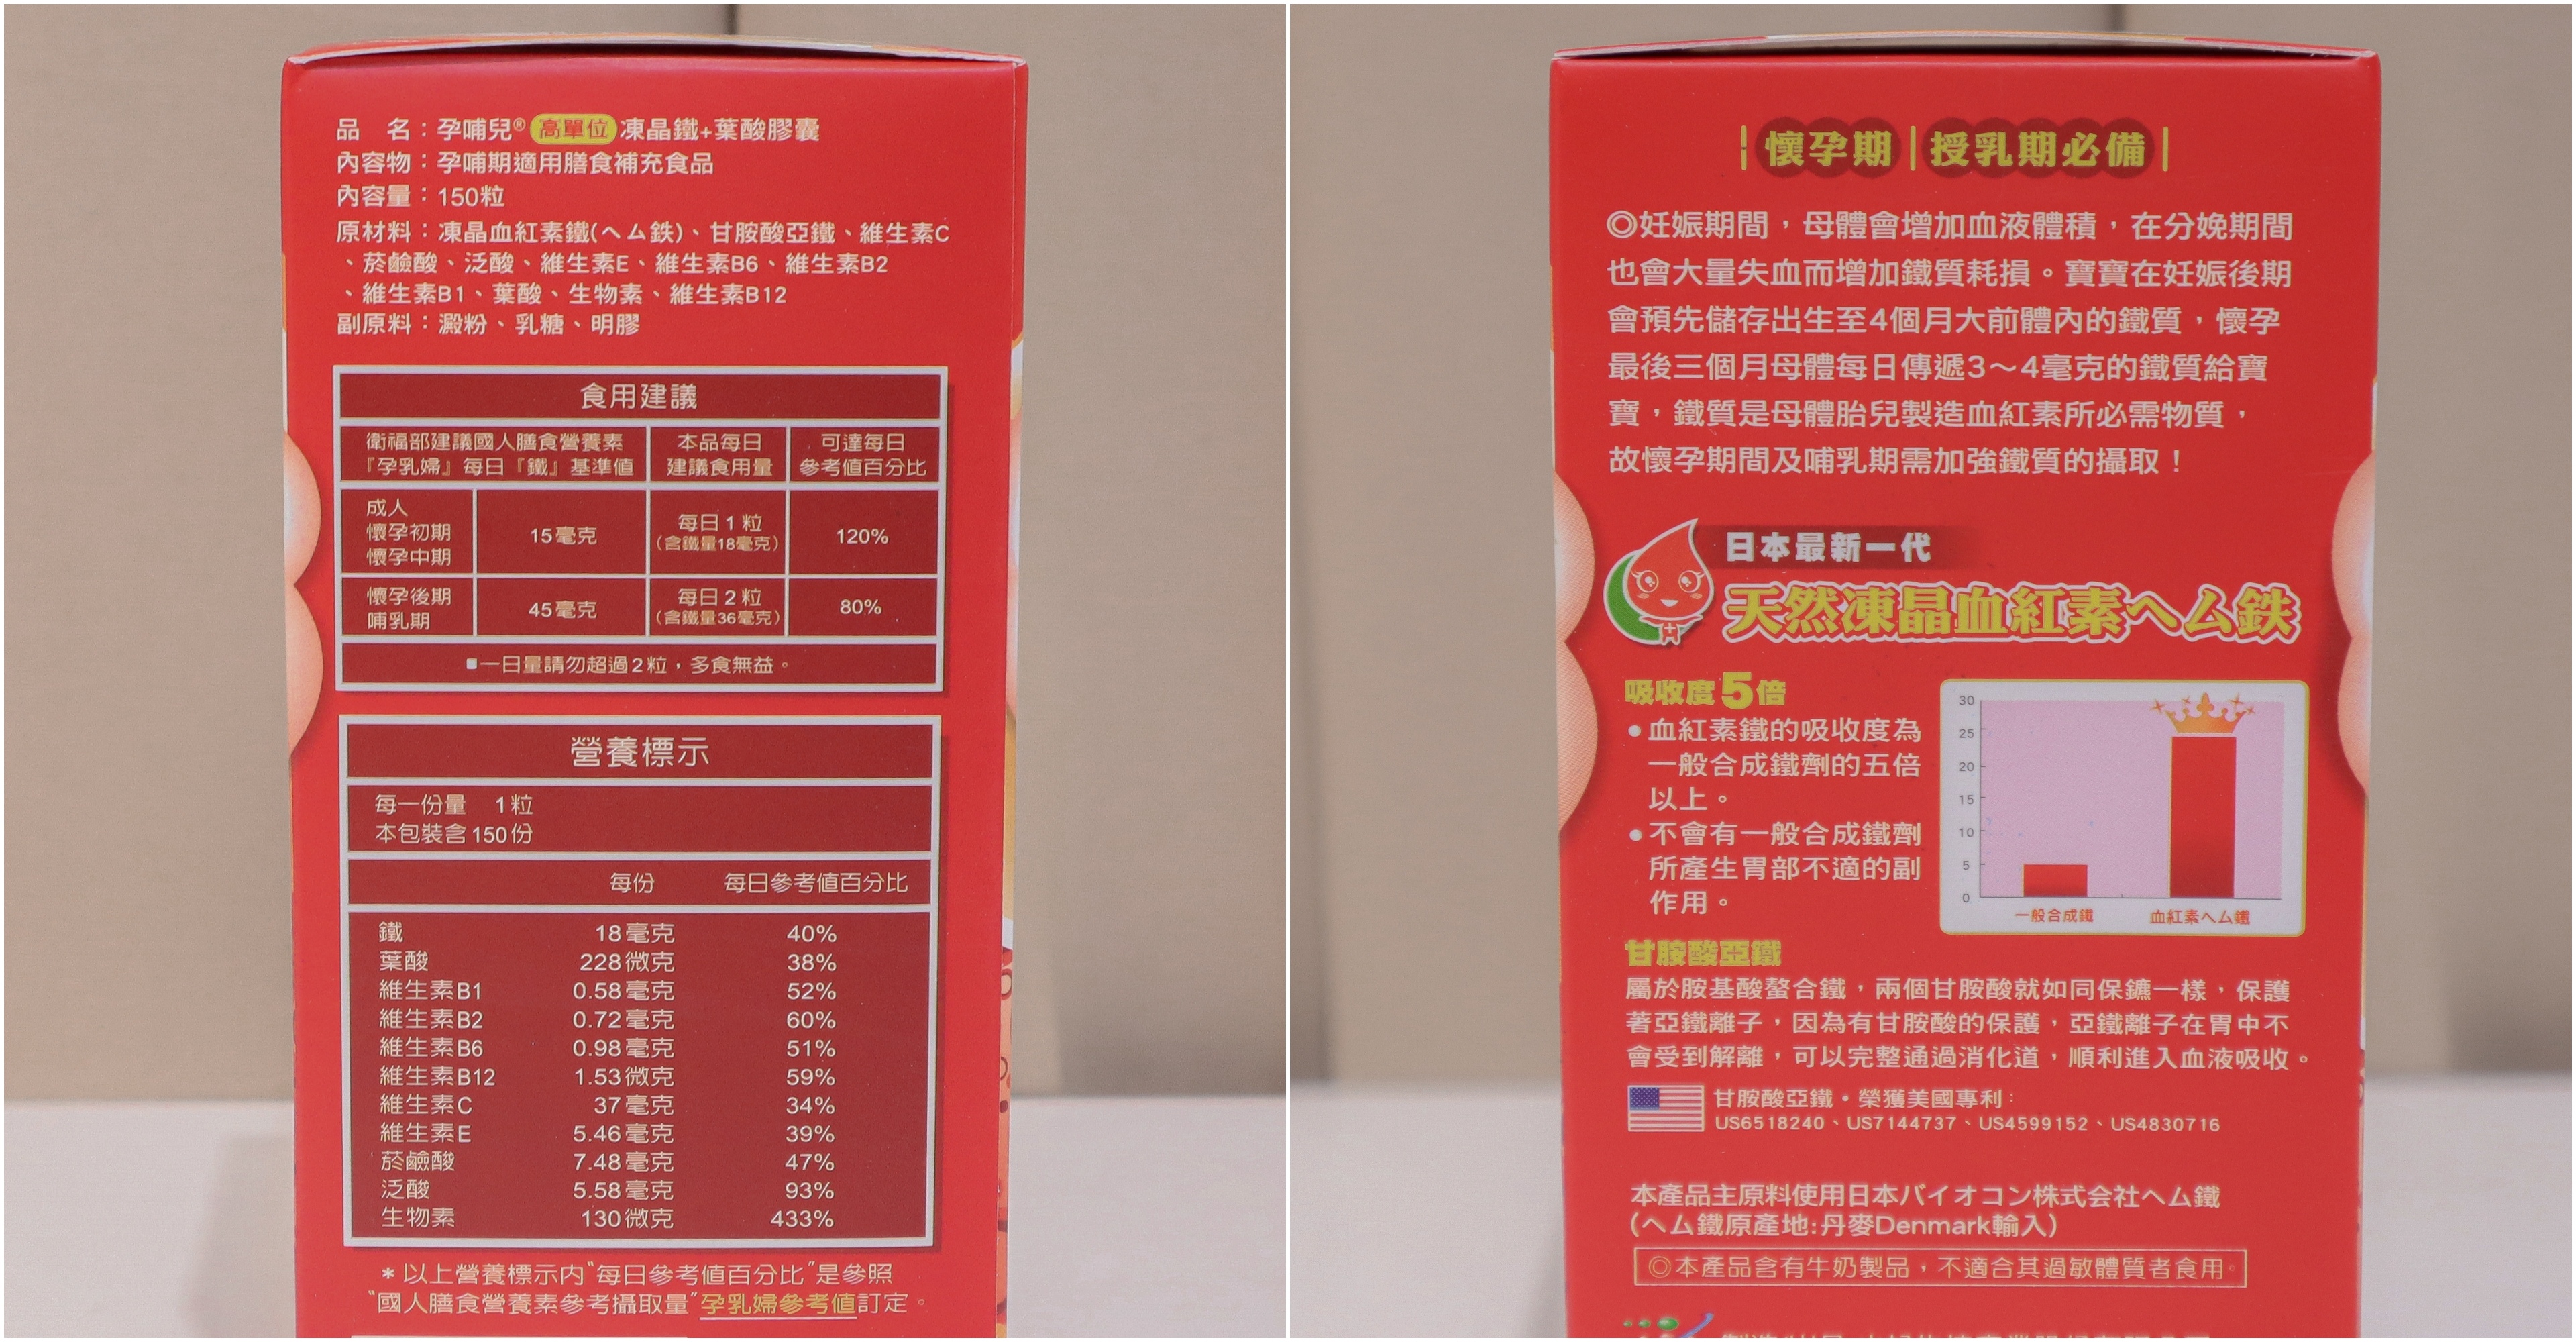 品 名：孕哺兒® 高單位 凍晶鐵+葉酸膠囊
內容物：孕哺期適用膳食補充食品
內容量：150粒
原材料：凍晶血紅素鐵(ヘム鉄)、甘胺酸亞鐵、維生素C
、菸鹼酸、泛酸、維生素E、維生素B6、維生素B2
、維生素B1、葉酸、生物素、維生素B12
副原料：澱粉、乳糖、明膠
食用建議
衛福部建議國人膳食營養素
『孕乳婦』每日『鐵』基準值
本品每日
建議食用量
可達每日
參考值百分比
成人
懷孕初期
懷孕中期
15毫克
每日1粒
(含鐵量18毫克)
120%
懷孕後期
哺乳期
45毫克
每日2粒
(含鐵量36毫克)
80%
■一日量請勿超過2粒，多食無益。
營養標示
每一份量 1粒
本包裝含150份
每份 每日參考值百分比
鐵 18毫克 40%
葉酸 228微克 38%
維生素B1 0.58毫克 52%
維生素B2 0.72毫克 60%
維生素B6 0.98毫克 51%
維生素B12 1.53微克 59%
維生素C 37毫克 34%
維生素E 5.46毫克 39%
菸鹼酸 7.48毫克 47%
泛酸 5.58毫克 93%
生物素 130微克 433%
＊以上營養標示內"每日參考值百分比"是參照
"國人膳食營養素參考攝取量"孕乳婦參考值訂定。
|懷孕期|授乳期必備|
◎妊娠期間，母體會增加血液體積，在分娩期間
也會大量失血而增加鐵質耗損。寶寶在妊娠後期
會預先儲存出生至4個月大前體內的鐵質，懷孕
最後三個月母體每日傳遞3～4毫克的鐵質給寶
寶，鐵質是母體胎兒製造血紅素所必需物質，
故懷孕期間及哺乳期需加強鐵質的攝取！
日本最新一代
天然凍晶血紅素ヘム鉄
吸收度5倍
●血紅素鐵的吸收度為
一般合成鐵劑的五倍
以上。
●不會有一般合成鐵劑
所產生胃部不適的副
作用。
30
25
20
15
10
5
0
一般合成鐵 血紅素ヘム鐵
甘胺酸亞鐵
屬於胺基酸螯合鐵，兩個甘胺酸就如同保鑣一樣，保護
著亞鐵離子，因為有甘胺酸的保護，亞鐵離子在胃中不
會受到解離，可以完整通過消化道，順利進入血液吸收。
甘胺酸亞鐵・榮獲美國專利：
US6518240、US7144737、US4599152、US4830716
本產品主原料使用日本バイオコン株式会社ヘム鐵
(ヘム鐵原產地:丹麥Denmark輸入)
◎本產品含有牛奶製品，不適合其過敏體質者食用。